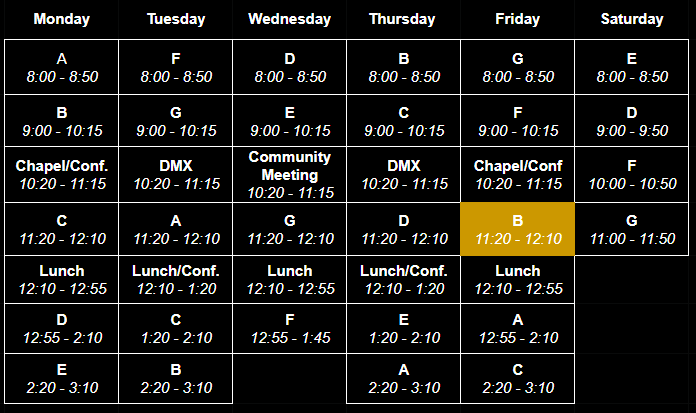 Monday Tuesday Wednesday Thursday Friday Saturday
A F D B G E
8:00 - 8:50 8:00 - 8:50 8:00 - 8:50 8:00 - 8:50 8:00 - 8:50 8:00 - 8:50
B G E C F D
9:00 - 10:15 9:00 - 10:15 9:00 - 10:15 9:00 - 10:15 9:00 - 10:15 9:00 - 9:50
Chapel/Conf. DMX Community Meeting DMX Chapel/Conf F
10:20 - 11:15 10:20 - 11:15 10:20 - 11:15 10:20 - 11:15 10:20 - 11:15 10:00 - 10:50
C A G D B G
11:20 - 12:10 11:20 - 12:10 11:20 - 12:10 11:20 - 12:10 11:20 - 12:10 11:00 - 11:50
Lunch Lunch/Conf. Lunch Lunch/Conf. Lunch
12:10 - 12:55 12:10 - 1:20 12:10 - 12:55 12:10 - 1:20 12:10 - 12:55
D C F E A
12:55 - 2:10 1:20 - 2:10 12:55 - 1:45 1:20 - 2:10 12:55 - 2:10
E B A C
2:20 - 3:10 2:20 - 3:10 2:20 - 3:10 2:20 - 3:10